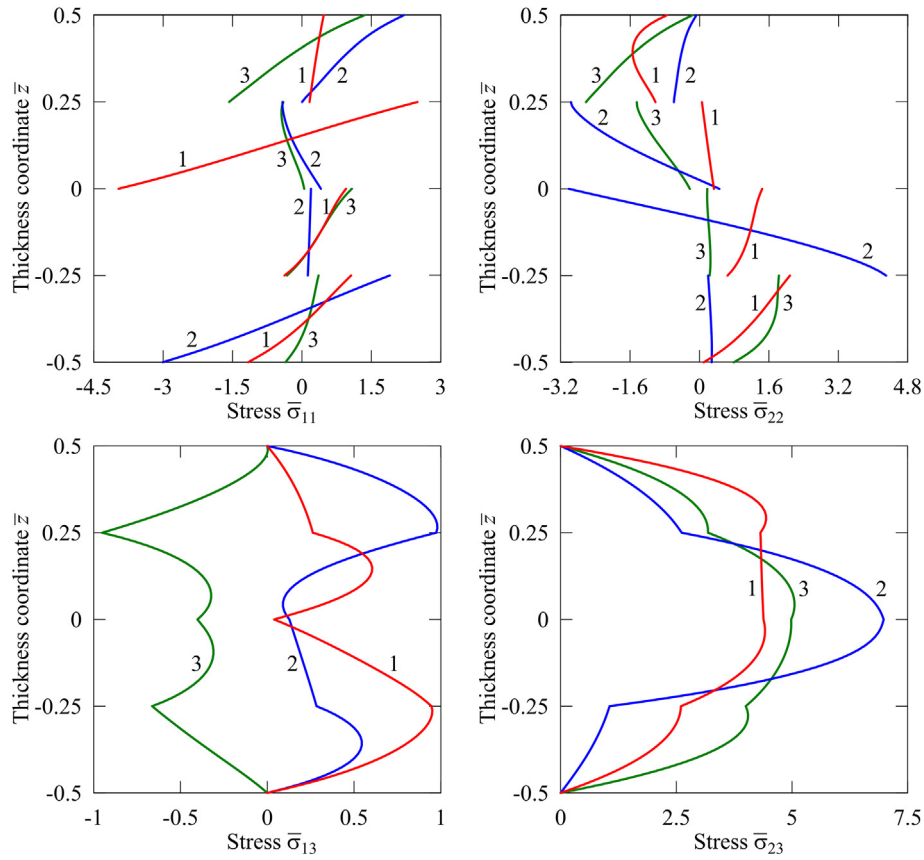 0.5
0.25
0
-0.25
-0.5
-4.5 -3 -1.5 0 1.5 3
Thickness coordinate z̅
Stress σ̅₁₁
3 1 2
1 3 2
2 1 3
2 1 3
0.5
0.25
0
-0.25
-0.5
-3.2 -1.6 0 1.6 3.2 4.8
Thickness coordinate z̅
Stress σ̅₂₂
3 1 2
2 3 1
3 1 2
2 1 3
0.5
0.25
0
-0.25
-0.5
-1 -0.5 0 0.5 1
Thickness coordinate z̅
Stress σ̅₁₃
3 2 1
0.5
0.25
0
-0.25
-0.5
0 2.5 5 7.5
Thickness coordinate z̅
Stress σ̅₂₃
1 3 2